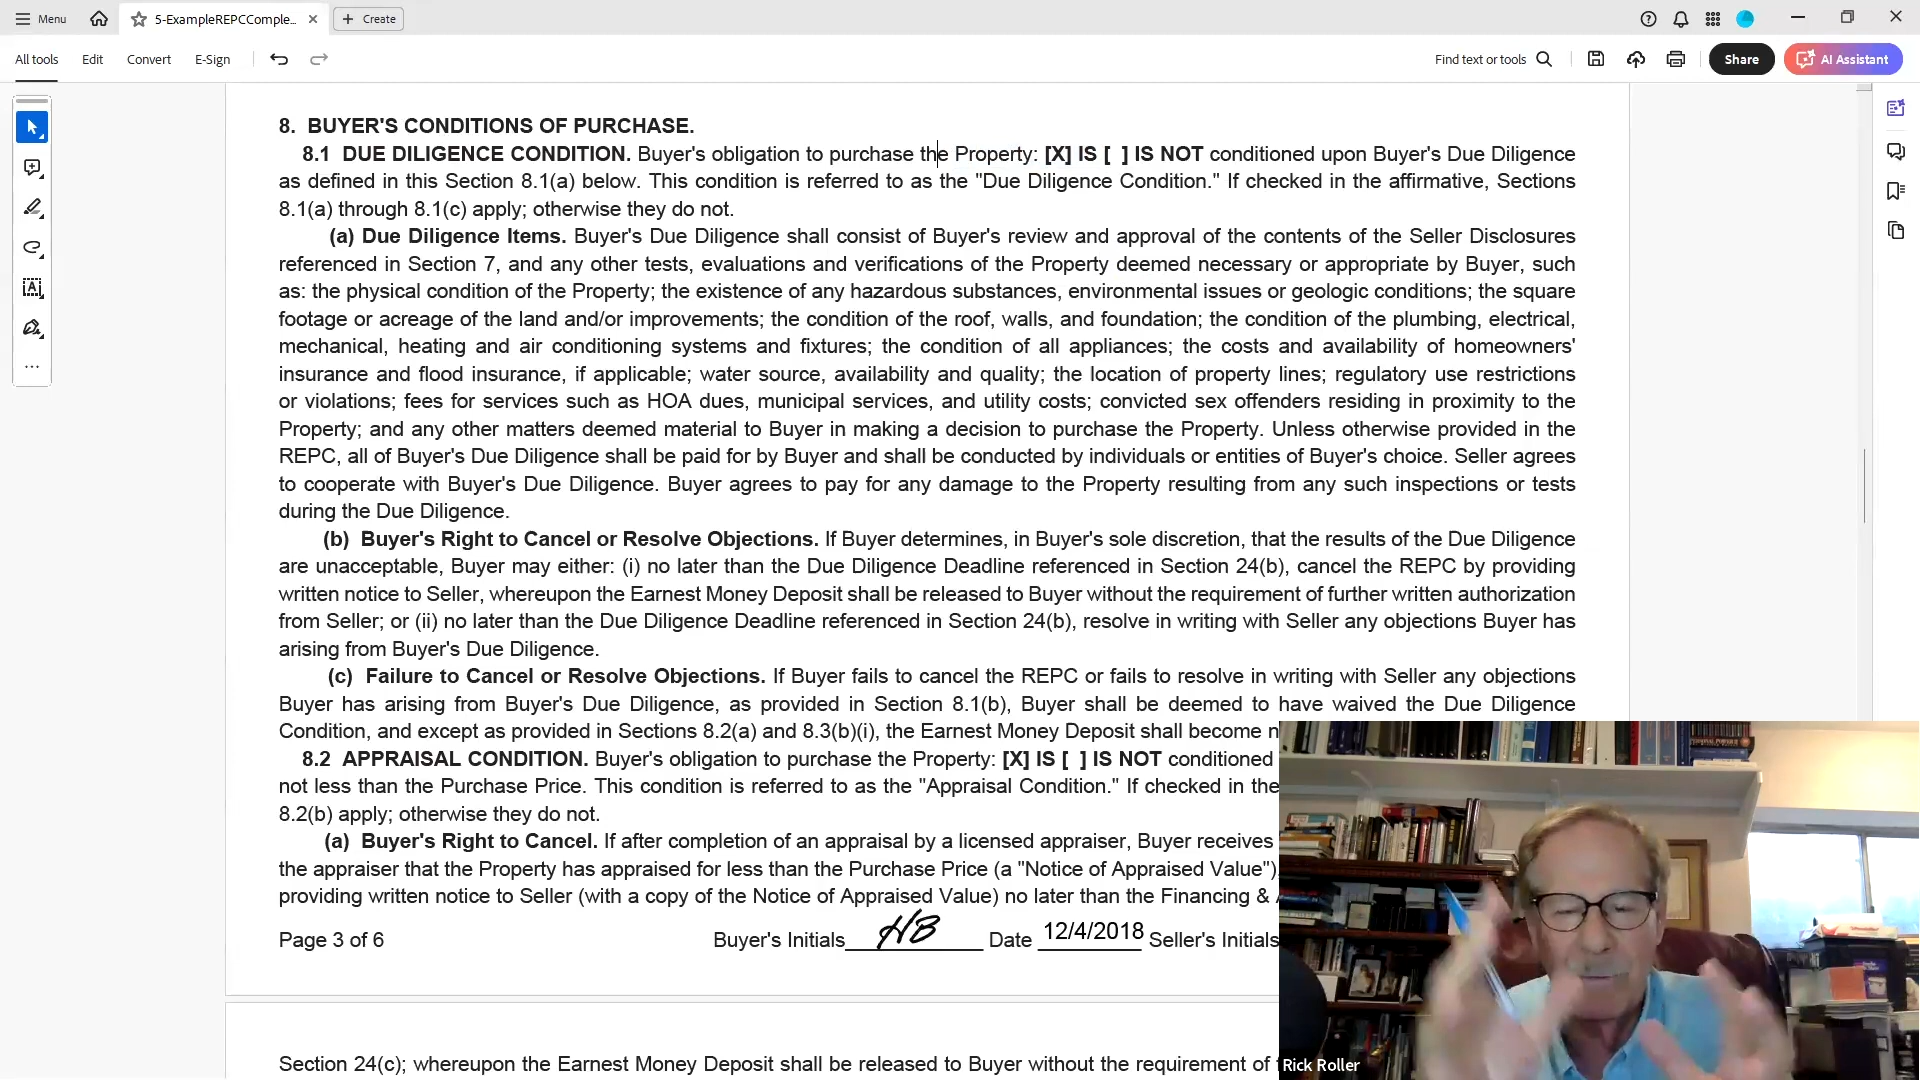 Menu
5-ExampleREPCComple...
Create
All tools
Edit
Convert
E-Sign
Find text or tools
Share
AI Assistant
8. BUYER'S CONDITIONS OF PURCHASE.
8.1 DUE DILIGENCE CONDITION. Buyer's obligation to purchase the Property: [X] IS [ ] IS NOT conditioned upon Buyer's Due Diligence
as defined in this Section 8.1(a) below. This condition is referred to as the "Due Diligence Condition." If checked in the affirmative, Sections
8.1(a) through 8.1(c) apply; otherwise they do not.
(a) Due Diligence Items. Buyer's Due Diligence shall consist of Buyer's review and approval of the contents of the Seller Disclosures
referenced in Section 7, and any other tests, evaluations and verifications of the Property deemed necessary or appropriate by Buyer, such
as: the physical condition of the Property; the existence of any hazardous substances, environmental issues or geologic conditions; the square
footage or acreage of the land and/or improvements; the condition of the roof, walls, and foundation; the condition of the plumbing, electrical,
mechanical, heating and air conditioning systems and fixtures; the condition of all appliances; the costs and availability of homeowners'
insurance and flood insurance, if applicable; water source, availability and quality; the location of property lines; regulatory use restrictions
or violations; fees for services such as HOA dues, municipal services, and utility costs; convicted sex offenders residing in proximity to the
Property; and any other matters deemed material to Buyer in making a decision to purchase the Property. Unless otherwise provided in the
REPC, all of Buyer's Due Diligence shall be paid for by Buyer and shall be conducted by individuals or entities of Buyer's choice. Seller agrees
to cooperate with Buyer's Due Diligence. Buyer agrees to pay for any damage to the Property resulting from any such inspections or tests
during the Due Diligence.
(b) Buyer's Right to Cancel or Resolve Objections. If Buyer determines, in Buyer's sole discretion, that the results of the Due Diligence
are unacceptable, Buyer may either: (i) no later than the Due Diligence Deadline referenced in Section 24(b), cancel the REPC by providing
written notice to Seller, whereupon the Earnest Money Deposit shall be released to Buyer without the requirement of further written authorization
from Seller; or (ii) no later than the Due Diligence Deadline referenced in Section 24(b), resolve in writing with Seller any objections Buyer has
arising from Buyer's Due Diligence.
(c) Failure to Cancel or Resolve Objections. If Buyer fails to cancel the REPC or fails to resolve in writing with Seller any objections
Buyer has arising from Buyer's Due Diligence, as provided in Section 8.1(b), Buyer shall be deemed to have waived the Due Diligence
Condition, and except as provided in Sections 8.2(a) and 8.3(b)(i), the Earnest Money Deposit shall become n
8.2 APPRAISAL CONDITION. Buyer's obligation to purchase the Property: [X] IS [ ] IS NOT conditioned
not less than the Purchase Price. This condition is referred to as the "Appraisal Condition." If checked in the
8.2(b) apply; otherwise they do not.
(a) Buyer's Right to Cancel. If after completion of an appraisal by a licensed appraiser, Buyer receives
the appraiser that the Property has appraised for less than the Purchase Price (a "Notice of Appraised Value")
providing written notice to Seller (with a copy of the Notice of Appraised Value) no later than the Financing &
Page 3 of 6 Buyer's Initials HB Date 12/4/2018 Seller's Initials
Section 24(c); whereupon the Earnest Money Deposit shall be released to Buyer without the requirement of
Rick Roller